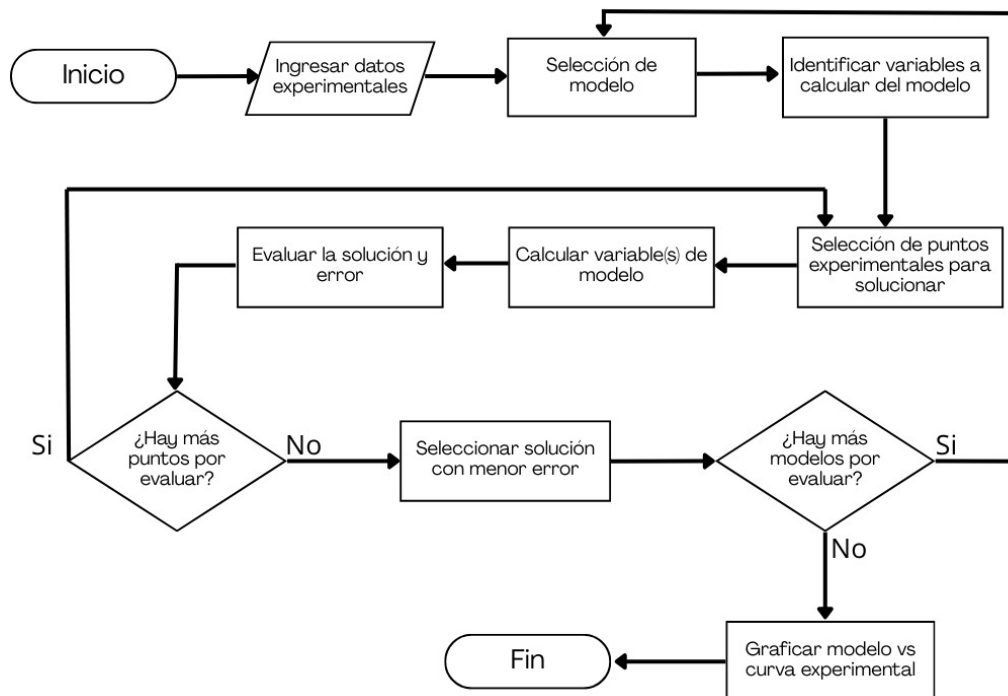 Inicio
Ingresar datos
experimentales
Selección de
modelo
Identificar variables a
calcular del modelo
Selección de puntos
experimentales para
solucionar
Calcular variable(s) de
modelo
Evaluar la solución y
error
¿Hay más
puntos por
evaluar?
Si
No
Seleccionar solución
con menor error
¿Hay más
modelos por
evaluar?
Si
No
Graficar modelo vs
curva experimental
Fin